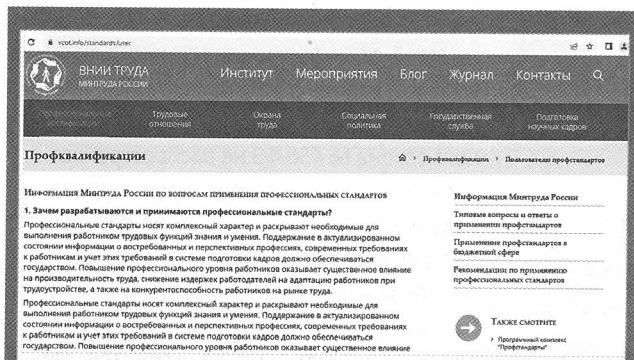 vcot.info/standards/user
ВНИИ ТРУДА
МИНТРУДА РОССИИ
Институт Мероприятия Блог Журнал Контакты
Профессиональные квалификации
Трудовые отношения
Охрана труда
Социальная политика
Государственная служба
Подготовка научных кадров
Профквалификации
Профквалификации > Пользователю профстандартов
Информация Минтруда России по вопросам применения профессиональных стандартов
1. Зачем разрабатываются и принимаются профессиональные стандарты?
Профессиональные стандарты носят комплексный характер и раскрывают необходимые для
выполнения работником трудовых функций знания и умения. Поддержание в актуализированном
состоянии информации о востребованных и перспективных профессиях, современных требованиях
к работникам и учет этих требований в системе подготовки кадров должно обеспечиваться
государством. Повышение профессионального уровня работников оказывает существенное влияние
на производительность труда, снижение издержек работодателей на адаптацию работников при
трудоустройстве, а также на конкурентоспособность работников на рынке труда.
Профессиональные стандарты носят комплексный характер и раскрывают необходимые для
выполнения работником трудовых функций знания и умения. Поддержание в актуализированном
состоянии информации о востребованных и перспективных профессиях, современных требованиях
к работникам и учет этих требований в системе подготовки кадров должно обеспечиваться
государством. Повышение профессионального уровня работников оказывает существенное влияние
Информация Минтруда России
Типовые вопросы и ответы о
применении профстандартов
Применение профстандартов в
бюджетной сфере
Рекомендации по применению
профессиональных стандартов
Также смотрите
> Программный комплекс
"Профстандарты"